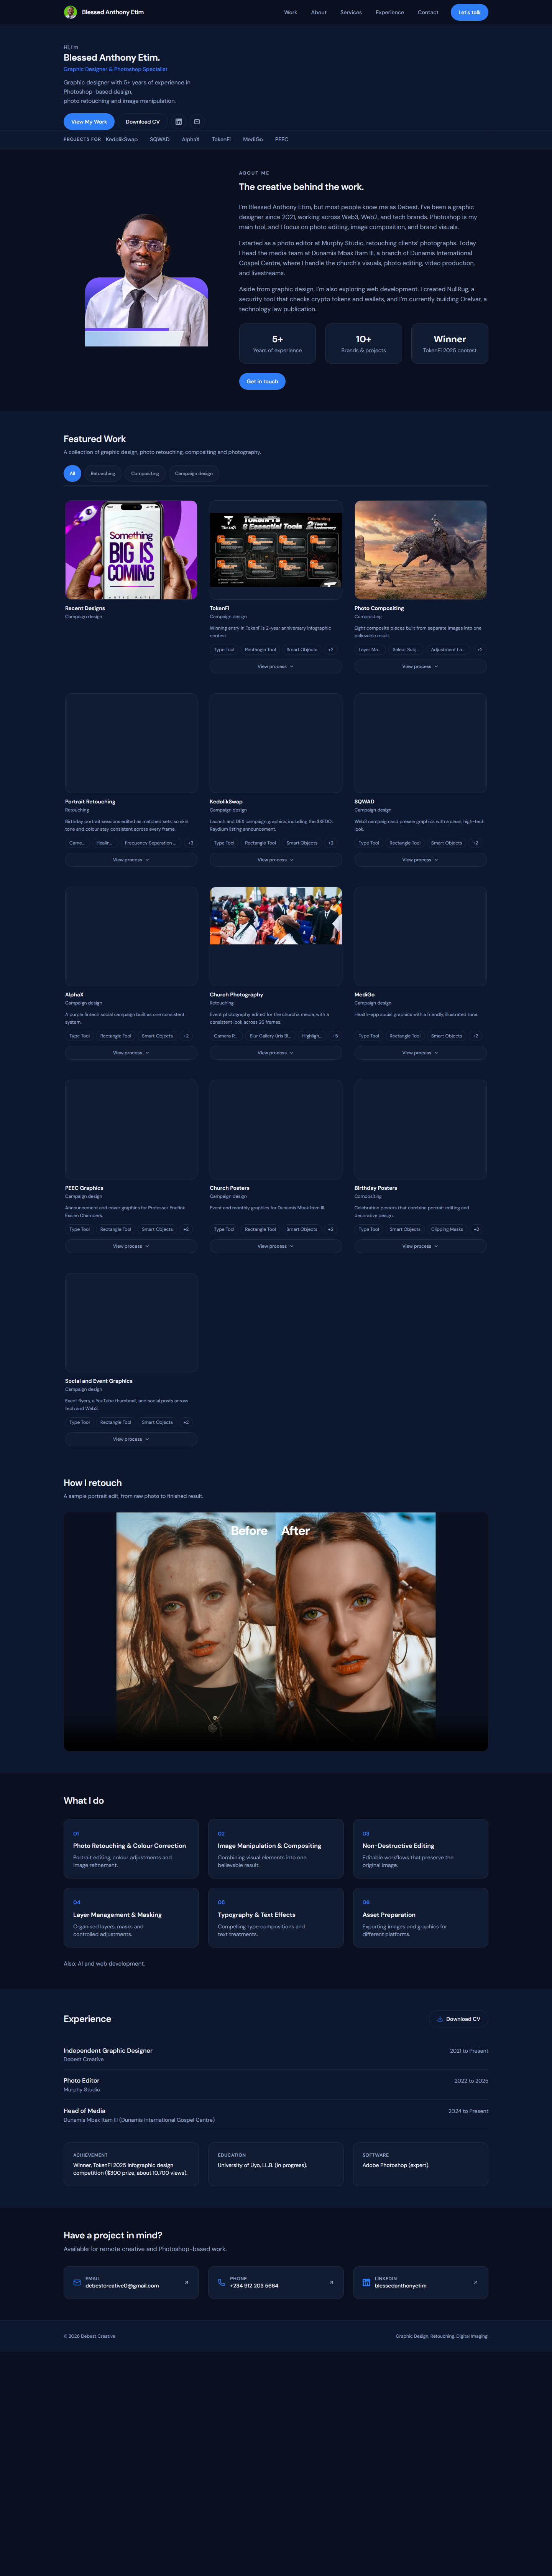 Blessed Anthony Etim
Work
About
Services
Experience
Contact
Let's talk
Hi, I'm
Blessed Anthony Etim.
Graphic Designer & Photoshop Specialist
Graphic designer with 5+ years of experience in
Photoshop-based design,
photo retouching and image manipulation.
View My Work
Download CV
PROJECTS FOR
KedolikSwap
SQWAD
AlphaX
TokenFi
MediGo
PEEC
ABOUT ME
The creative behind the work.
I'm Blessed Anthony Etim, but most people know me as Debest. I've been a graphic
designer since 2021, working across Web3, Web2, and tech brands. Photoshop is my
main tool, and I focus on photo editing, image composition, and brand visuals.
I started as a photo editor at Murphy Studio, retouching clients' photographs. Today
I head the media team at Dunamis Mbak Itam III, a branch of Dunamis International
Gospel Centre, where I handle the church's visuals, photo editing, video production,
and livestreams.
Aside from graphic design, I'm also exploring web development. I created NullRug, a
security tool that checks crypto tokens and wallets, and I'm currently building Orelvar, a
technology law publication.
5+
Years of experience
10+
Brands & projects
Winner
TokenFi 2025 contest
Get in touch
Featured Work
A collection of graphic design, photo retouching, compositing and photography.
All
Retouching
Compositing
Campaign design
Something
BIG IS
COMING
TokenFi's
5 Essential Tools
Celebrating
2 Years
Anniversary
Recent Designs
Campaign design
TokenFi
Campaign design
Winning entry in TokenFi's 2-year anniversary infographic
contest.
Type Tool
Rectangle Tool
Smart Objects
+2
View process
Photo Compositing
Compositing
Eight composite pieces built from separate images into one
believable result.
Layer Ma...
Select Subj...
Adjustment La...
+2
View process
Portrait Retouching
Retouching
Birthday portrait sessions edited as matched sets, so skin
tone and colour stay consistent across every frame.
Came...
Healin...
Frequency Separation ...
+3
View process
KedolikSwap
Campaign design
Launch and DEX campaign graphics, including the $KEDOL
Raydium listing announcement.
Type Tool
Rectangle Tool
Smart Objects
+2
View process
SQWAD
Campaign design
Web3 campaign and presale graphics with a clean, high-tech
look.
Type Tool
Rectangle Tool
Smart Objects
+2
View process
AlphaX
Campaign design
A purple fintech social campaign built as one consistent
system.
Type Tool
Rectangle Tool
Smart Objects
+2
View process
Church Photography
Retouching
Event photography edited for the church's media, with a
consistent look across 28 frames.
Camera R...
Blur Gallery (Iris Bl...
Highligh...
+5
View process
MediGo
Campaign design
Health-app social graphics with a friendly, illustrated tone.
Type Tool
Rectangle Tool
Smart Objects
+2
View process
PEEC Graphics
Campaign design
Announcement and cover graphics for Professor Enefiok
Essien Chambers.
Type Tool
Rectangle Tool
Smart Objects
+2
View process
Church Posters
Campaign design
Event and monthly graphics for Dunamis Mbak Itam III.
Type Tool
Rectangle Tool
Smart Objects
+2
View process
Birthday Posters
Compositing
Celebration posters that combine portrait editing and
decorative design.
Type Tool
Smart Objects
Clipping Masks
+3
View process
Social and Event Graphics
Campaign design
Event flyers, a YouTube thumbnail, and social posts across
tech and Web3.
Type Tool
Rectangle Tool
Smart Objects
+2
View process
How I retouch
A sample portrait edit, from raw photo to finished result.
Before
After
What I do
01
Photo Retouching & Colour Correction
Portrait editing, colour adjustments and
image refinement.
02
Image Manipulation & Compositing
Combining visual elements into one
believable result.
03
Non-Destructive Editing
Editable workflows that preserve the
original image.
04
Layer Management & Masking
Organised layers, masks and
controlled adjustments.
05
Typography & Text Effects
Compelling type compositions and
text treatments.
06
Asset Preparation
Exporting images and graphics for
different platforms.
Also: AI and web development.
Experience
Download CV
Independent Graphic Designer
2021 to Present
Debest Creative
Photo Editor
2022 to 2025
Murphy Studio
Head of Media
2024 to Present
Dunamis Mbak Itam III (Dunamis International Gospel Centre)
ACHIEVEMENT
Winner, TokenFi 2025 infographic design
competition ($300 prize, about 10,700 views).
EDUCATION
University of Uyo, LL.B. (in progress).
SOFTWARE
Adobe Photoshop (expert).
Have a project in mind?
Available for remote creative and Photoshop-based work.
EMAIL
debestcreative0@gmail.com
PHONE
+234 912 203 5664
LINKEDIN
blessedanthonyetim
© 2026 Debest Creative
Graphic Design, Retouching, Digital Imaging.